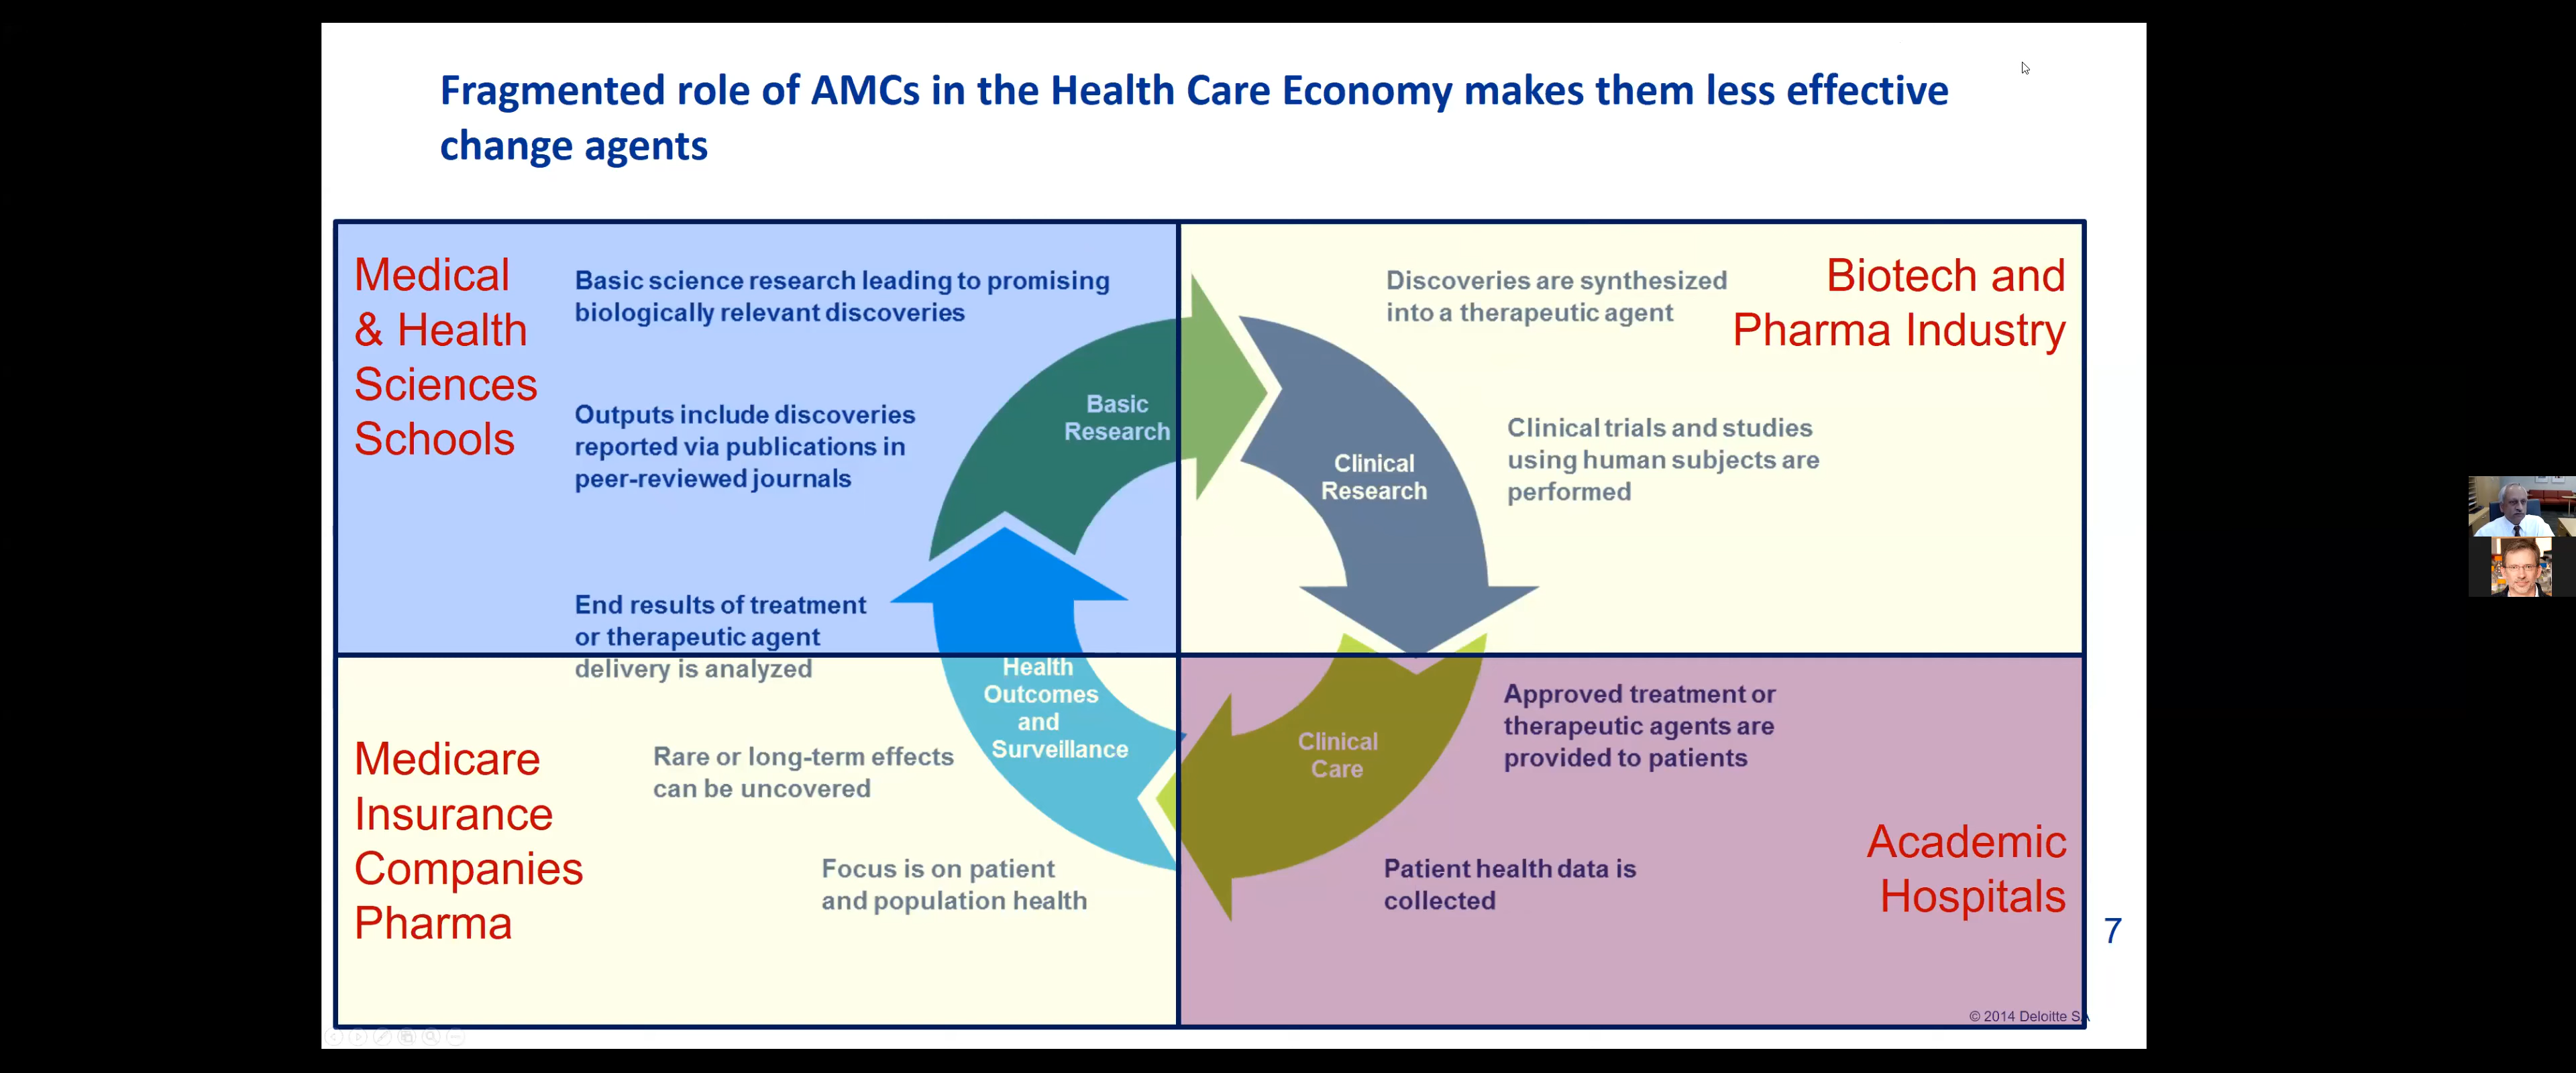 Fragmented role of AMCs in the Health Care Economy makes them less effective
change agents
Medical
& Health
Sciences
Schools
Basic science research leading to promising
biologically relevant discoveries
Outputs include discoveries
reported via publications in
peer-reviewed journals
End results of treatment
or therapeutic agent
delivery is analyzed
Basic
Research
Discoveries are synthesized
into a therapeutic agent
Biotech and
Pharma Industry
Clinical
Research
Clinical trials and studies
using human subjects are
performed
Medicare
Insurance
Companies
Pharma
Rare or long-term effects
can be uncovered
Focus is on patient
and population health
Health
Outcomes
and
Surveillance
Clinical
Care
Approved treatment or
therapeutic agents are
provided to patients
Patient health data is
collected
Academic
Hospitals
7
© 2014 Deloitte SA